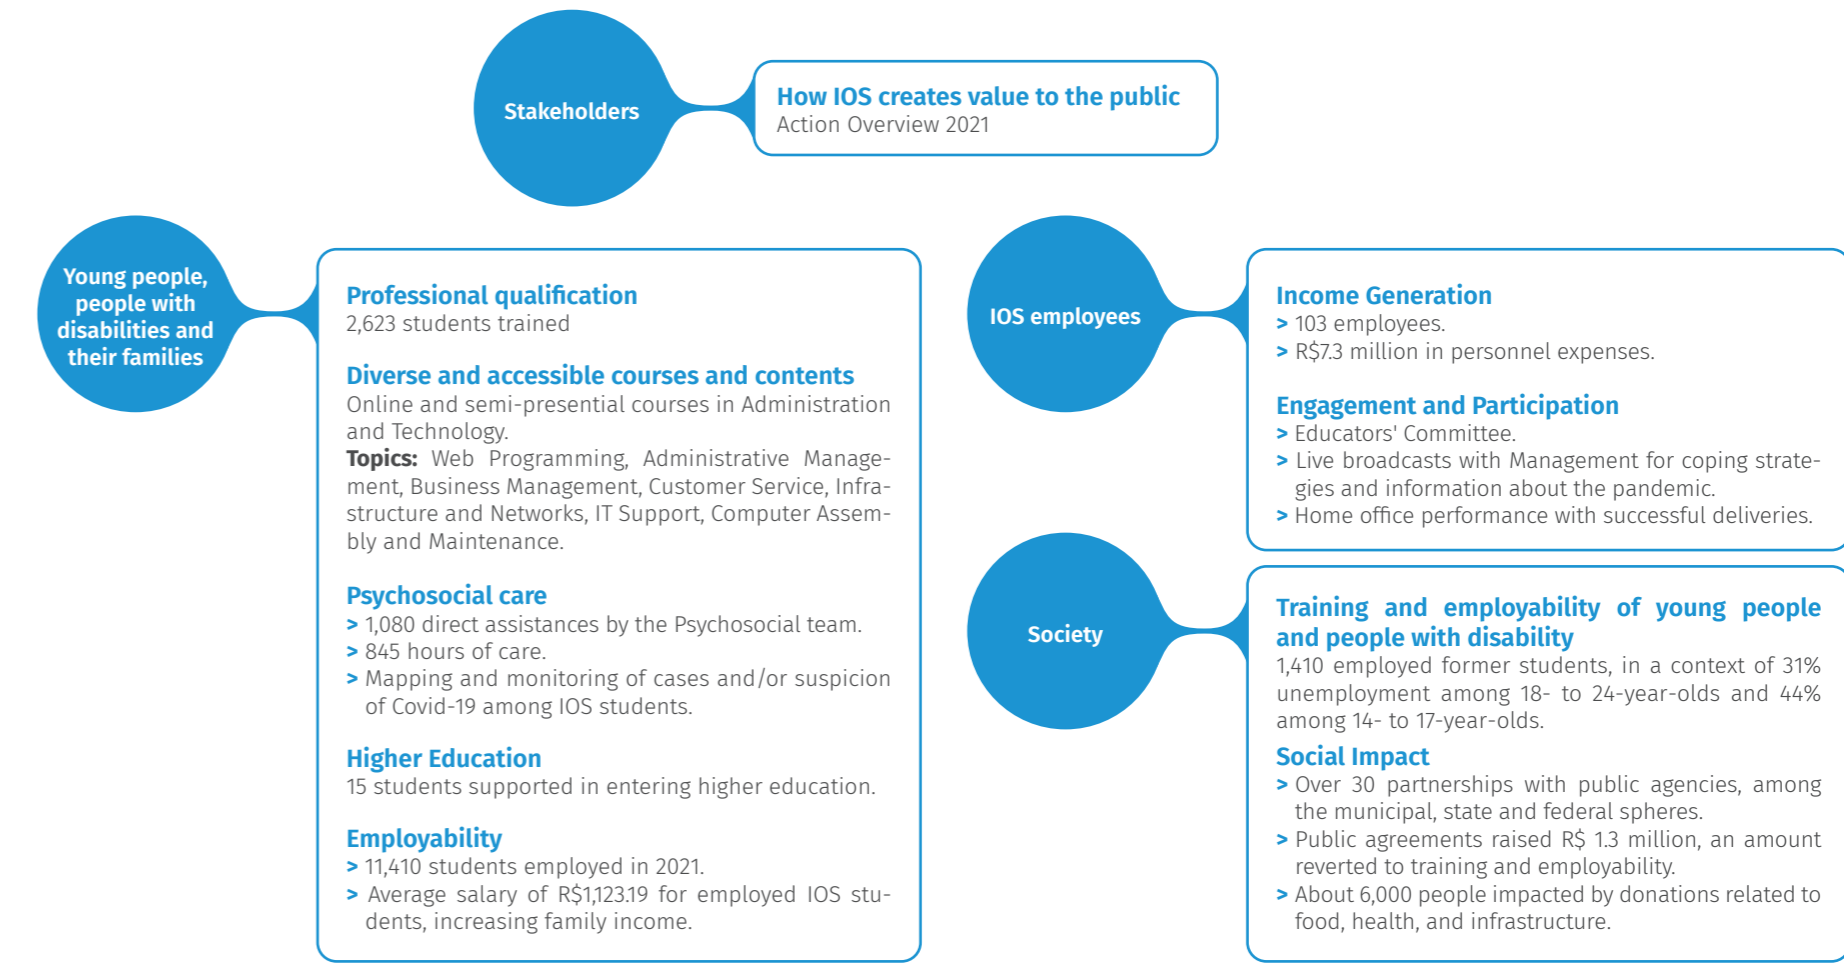 Stakeholders
How IOS creates value to the public
Action Overview 2021
Young people,
people with
disabilities and
their families
Professional qualification
2,623 students trained
Diverse and accessible courses and contents
Online and semi-presential courses in Administration
and Technology.
Topics: Web Programming, Administrative Manage-
ment, Business Management, Customer Service, Infra-
structure and Networks, IT Support, Computer Assem-
bly and Maintenance.
Psychosocial care
> 1,080 direct assistances by the Psychosocial team.
> 845 hours of care.
> Mapping and monitoring of cases and/or suspicion
of Covid-19 among IOS students.
Higher Education
15 students supported in entering higher education.
Employability
> 11,410 students employed in 2021.
> Average salary of R$1,123.19 for employed IOS stu-
dents, increasing family income.
IOS employees
Income Generation
> 103 employees.
> R$7.3 million in personnel expenses.
Engagement and Participation
> Educators' Committee.
> Live broadcasts with Management for coping strate-
gies and information about the pandemic.
> Home office performance with successful deliveries.
Society
Training and employability of young people
and people with disability
1,410 employed former students, in a context of 31%
unemployment among 18- to 24-year-olds and 44%
among 14- to 17-year-olds.
Social Impact
> Over 30 partnerships with public agencies, among
the municipal, state and federal spheres.
> Public agreements raised R$ 1.3 million, an amount
reverted to training and employability.
> About 6,000 people impacted by donations related to
food, health, and infrastructure.